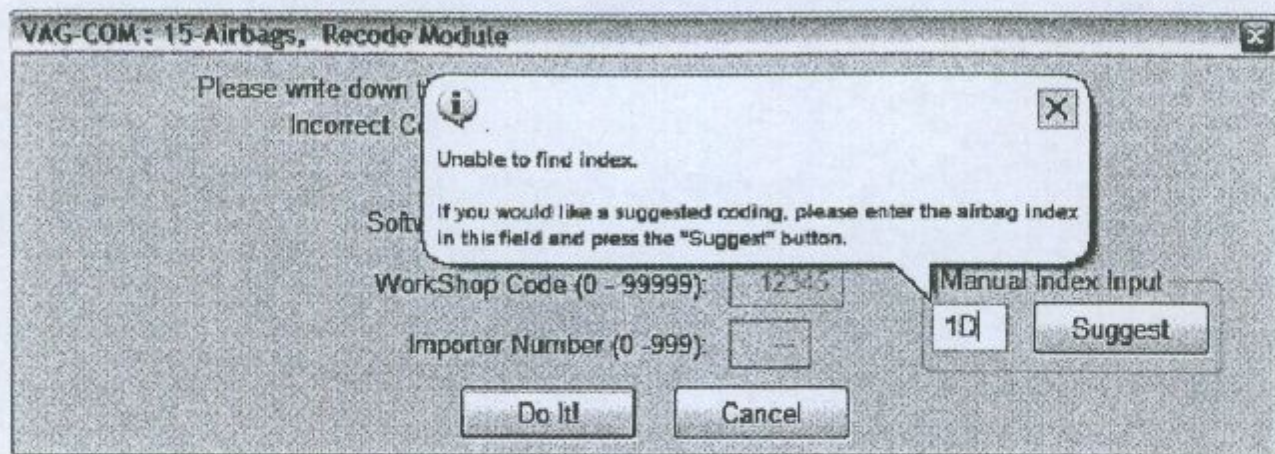 VAG-COM: 15-Airbags, Recode Module
Please write down t
Incorrect C
Unable to find index.
If you would like a suggested coding, please enter the airbag index
in this field and press the "Suggest" button.
Softw
WorkShop Code (0 - 99999): 12345
Manual Index Input
1D
Suggest
Importer Number (0 -999): ---
Do It!
Cancel